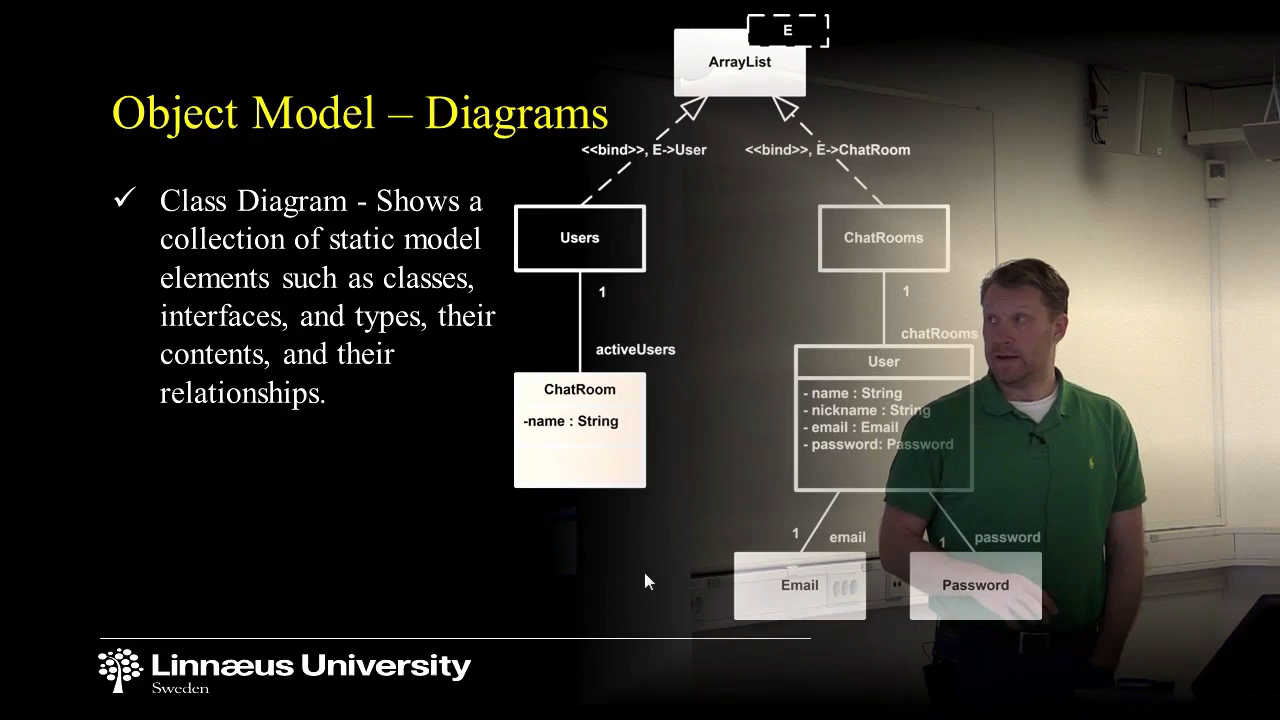 E
ArrayList
Object Model – Diagrams
<<bind>>, E->User
<<bind>>, E->ChatRoom
✓ Class Diagram - Shows a
collection of static model
elements such as classes,
interfaces, and types, their
contents, and their
relationships.
Users
1
activeUsers
ChatRoom
-name : String
ChatRooms
1
chatRooms
User
- name : String
- nickname : String
- email : Email
- password: Password
1
email
1
password
Email
Password
Linnæus University
Sweden